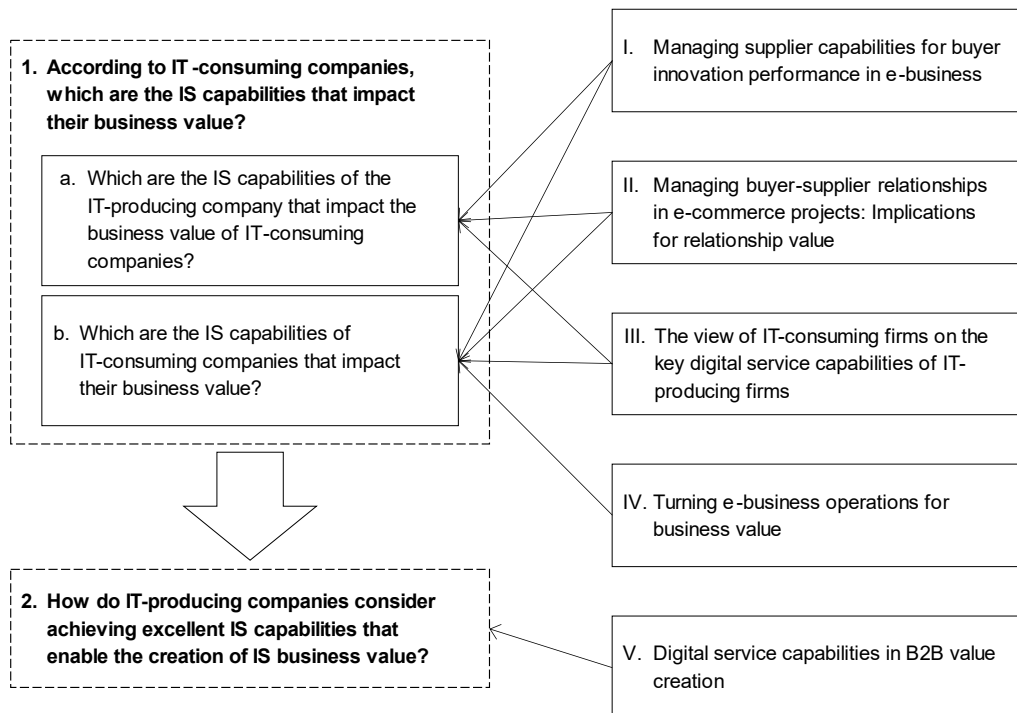 1. According to IT-consuming companies,
which are the IS capabilities that impact
their business value?
a. Which are the IS capabilities of the
IT-producing company that impact the
business value of IT-consuming
companies?
b. Which are the IS capabilities of
IT-consuming companies that impact
their business value?
2. How do IT-producing companies consider
achieving excellent IS capabilities that
enable the creation of IS business value?
I. Managing supplier capabilities for buyer
innovation performance in e-business
II. Managing buyer-supplier relationships
in e-commerce projects: Implications
for relationship value
III. The view of IT-consuming firms on the
key digital service capabilities of IT-
producing firms
IV. Turning e-business operations for
business value
V. Digital service capabilities in B2B value
creation